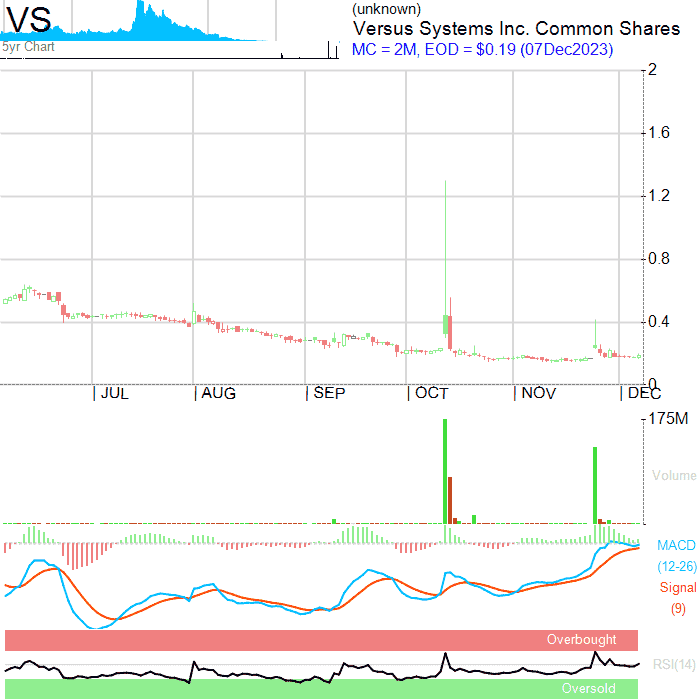 VS
5yr Chart
(unknown)
Versus Systems Inc. Common Shares
MC = 2M, EOD = $0.19 (07Dec2023)
2
1.6
1.2
0.8
0.4
0
JUL AUG SEP OCT NOV DEC
175M
Volume
MACD
(12-26)
Signal
(9)
Overbought
RSI(14)
Oversold